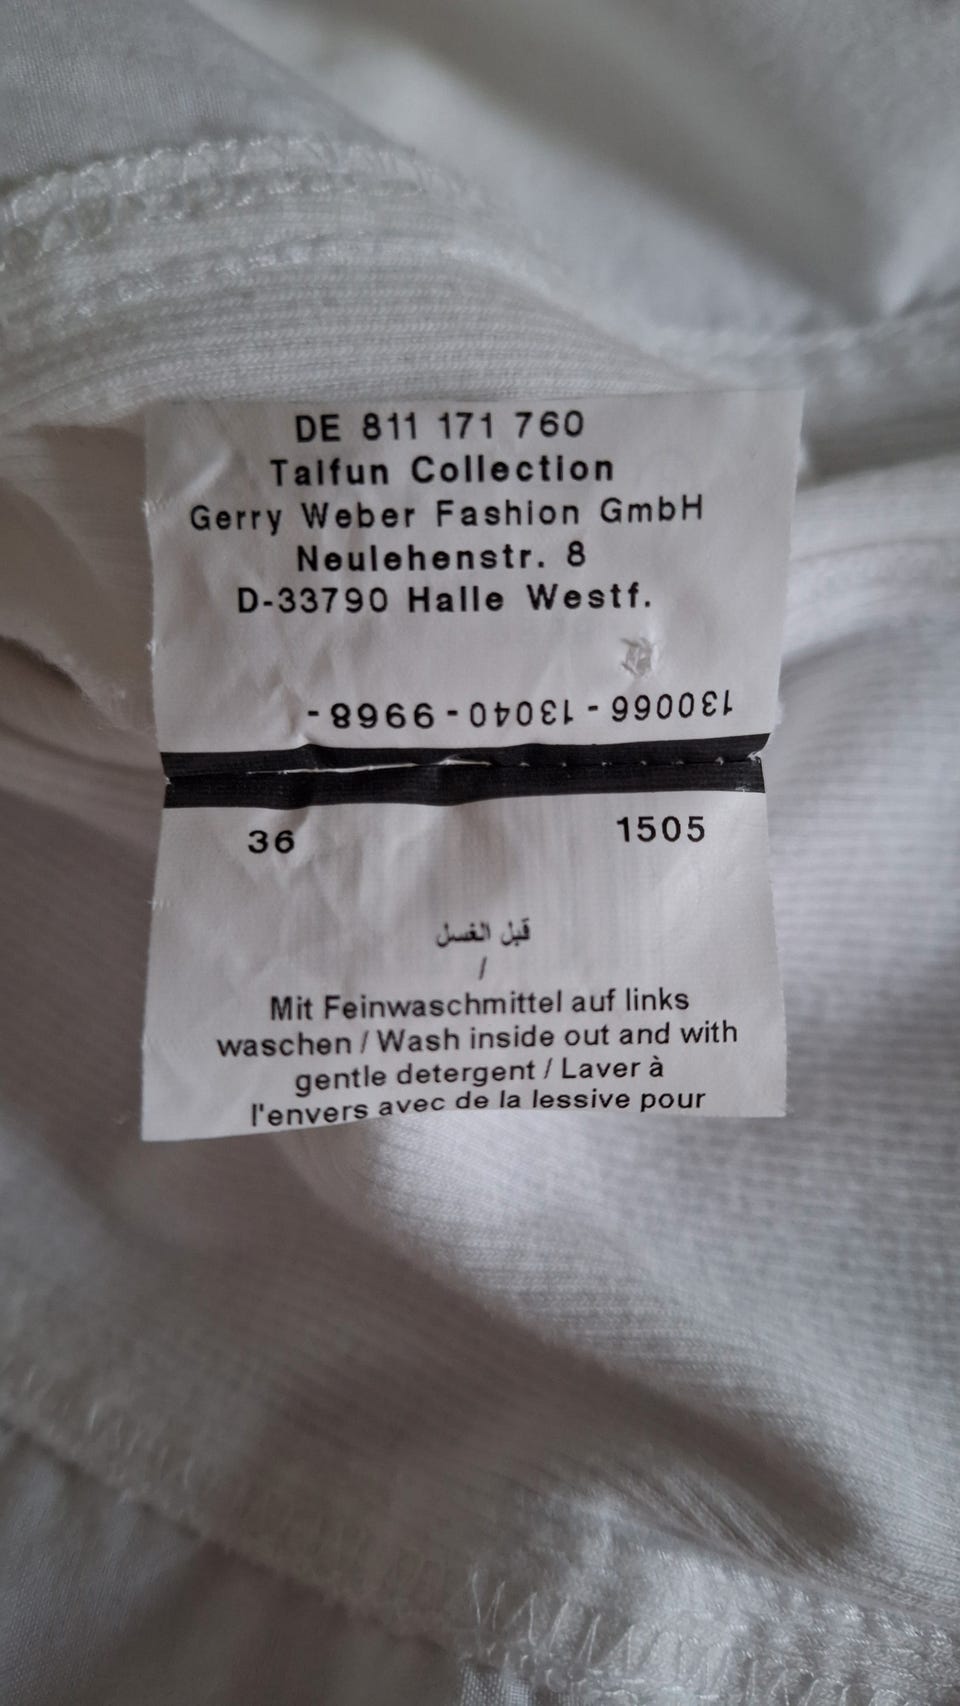 DE 811 171 760
Taifun Collection
Gerry Weber Fashion GmbH
Neulehenstr. 8
D-33790 Halle Westf.
130066 - 13040 - 9968 -
36 1505
قبل الغسل
/
Mit Feinwaschmittel auf links
waschen / Wash inside out and with
gentle detergent / Laver à
l'envers avec de la lessive pour